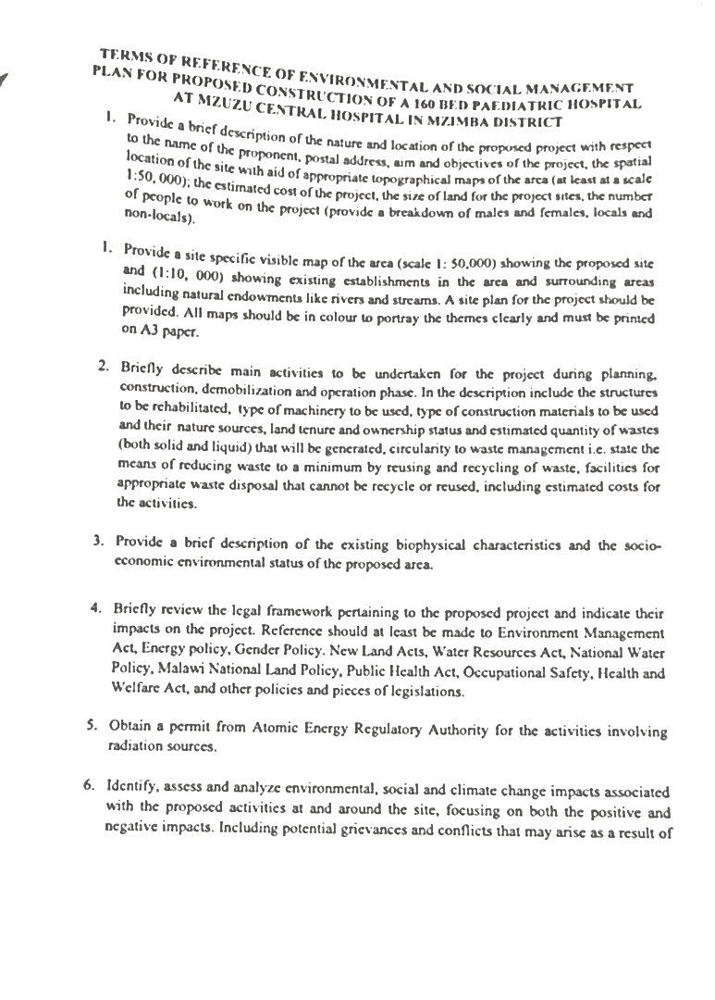 TERMS OF REFERENCE OF ENVIRONMENTAL AND SOCIAL MANAGEMENT
PLAN FOR PROPOSED CONSTRUCTION OF A 160 BED PAEDIATRIC HOSPITAL
AT MZUZU CENTRAL HOSPITAL IN MZIMBA DISTRICT
1. Provide a brief description of the nature and location of the proposed project with respect
to the name of the proponent, postal address, aim and objectives of the project, the spatial
location of the site with aid of appropriate topographical maps of the area (at least at a scale
1:50, 000); the estimated cost of the project, the size of land for the project sites, the number
of people to work on the project (provide a breakdown of males and females, locals and
non-locals).
1. Provide a site specific visible map of the area (scale 1: 50,000) showing the proposed site
and (1:10, 000) showing existing establishments in the area and surrounding areas
including natural endowments like rivers and streams. A site plan for the project should be
provided. All maps should be in colour to portray the themes clearly and must be printed
on A3 paper.
2. Briefly describe main activities to be undertaken for the project during planning,
construction, demobilization and operation phase. In the description include the structures
to be rehabilitated, type of machinery to be used, type of construction materials to be used
and their nature sources, land tenure and ownership status and estimated quantity of wastes
(both solid and liquid) that will be generated, circularity to waste management i.e. state the
means of reducing waste to a minimum by reusing and recycling of waste, facilities for
appropriate waste disposal that cannot be recycle or reused, including estimated costs for
the activities.
3. Provide a brief description of the existing biophysical characteristics and the socio-
economic environmental status of the proposed area.
4. Briefly review the legal framework pertaining to the proposed project and indicate their
impacts on the project. Reference should at least be made to Environment Management
Act, Energy policy, Gender Policy. New Land Acts, Water Resources Act, National Water
Policy, Malawi National Land Policy, Public Health Act, Occupational Safety, Health and
Welfare Act, and other policies and pieces of legislations.
5. Obtain a permit from Atomic Energy Regulatory Authority for the activities involving
radiation sources.
6. Identify, assess and analyze environmental, social and climate change impacts associated
with the proposed activities at and around the site, focusing on both the positive and
negative impacts. Including potential grievances and conflicts that may arise as a result of